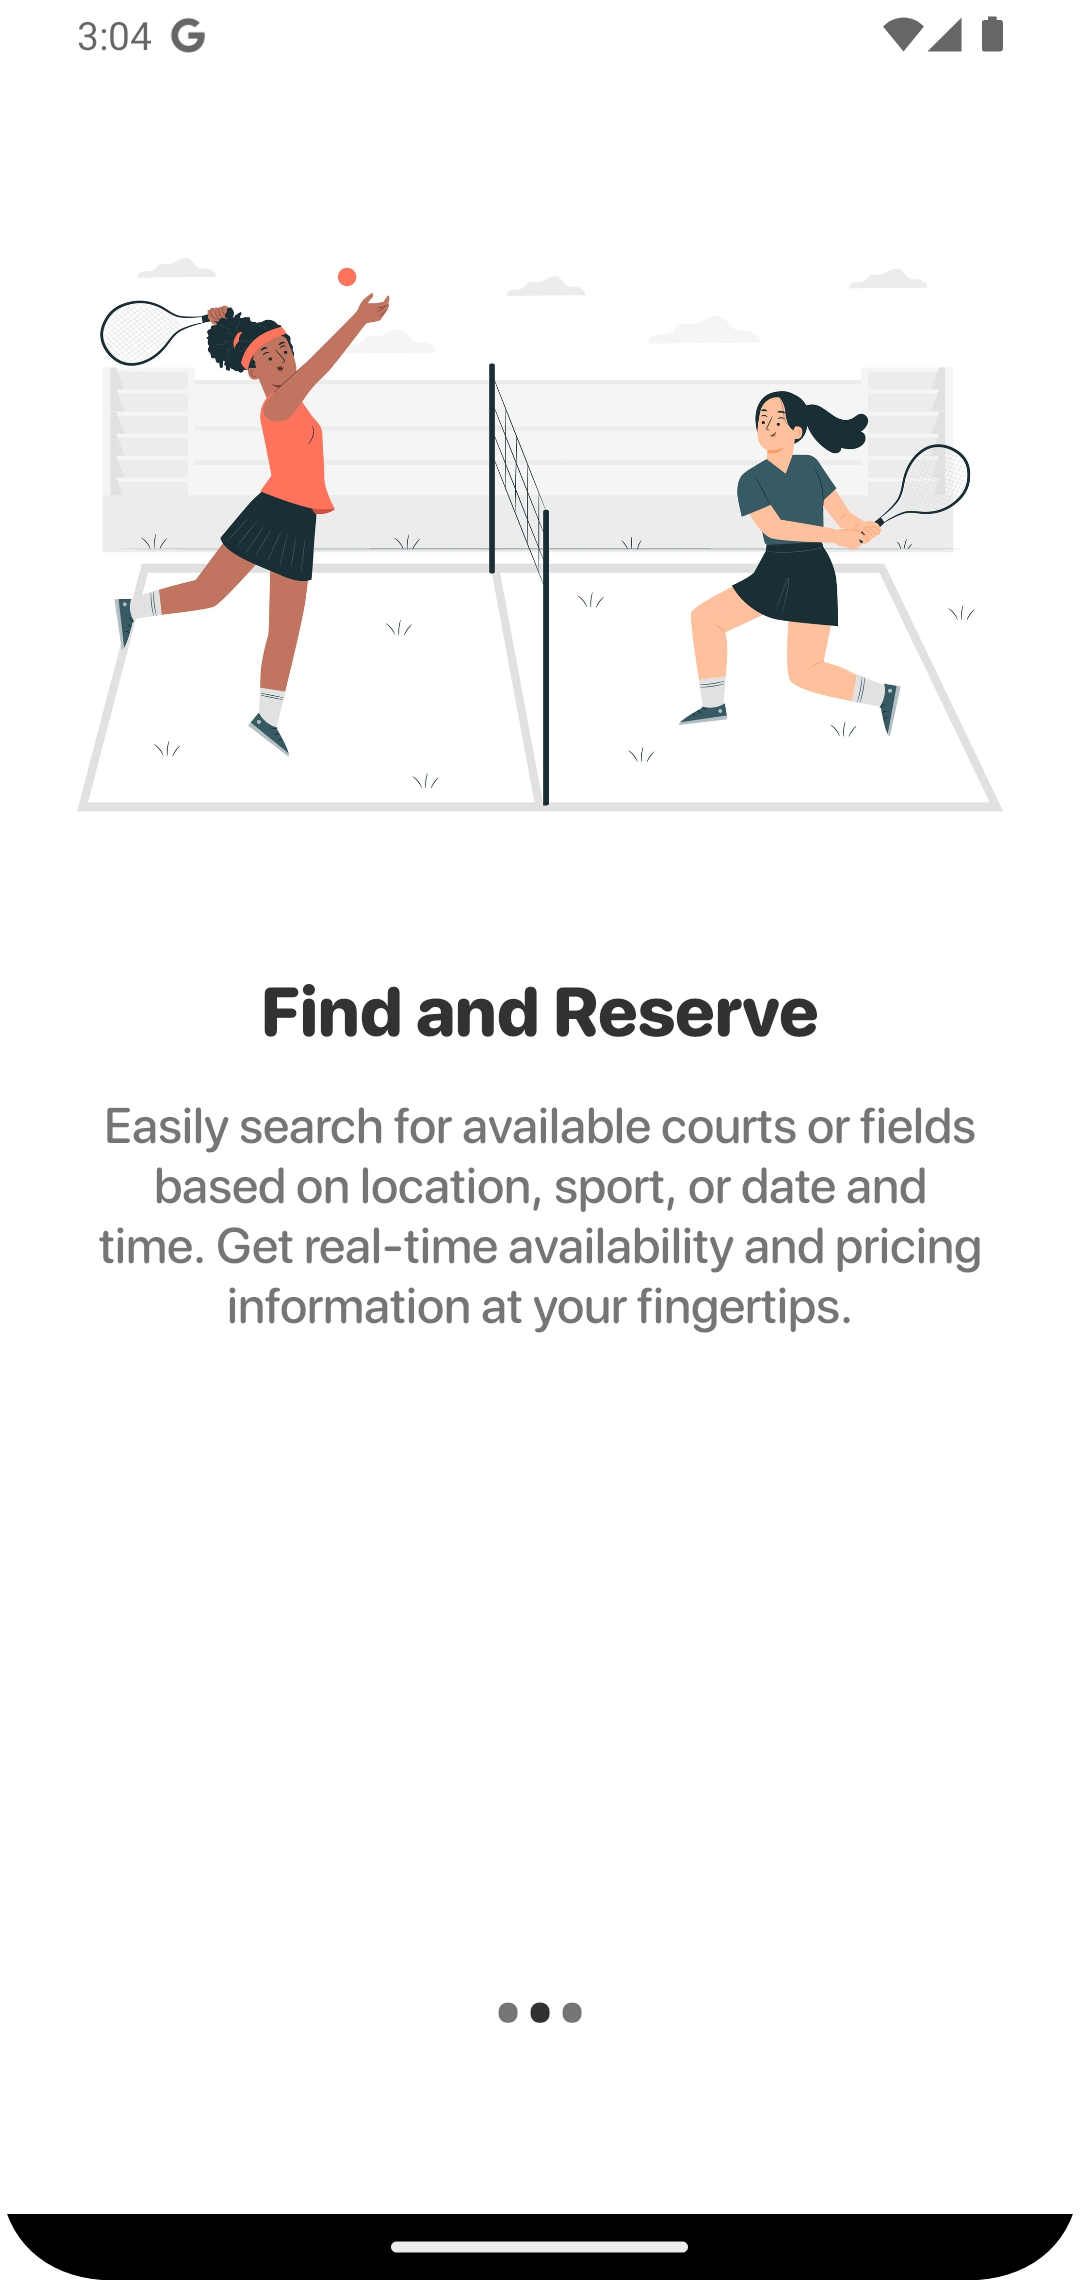 3:04
Find and Reserve
Easily search for available courts or fields
based on location, sport, or date and
time. Get real-time availability and pricing
information at your fingertips.